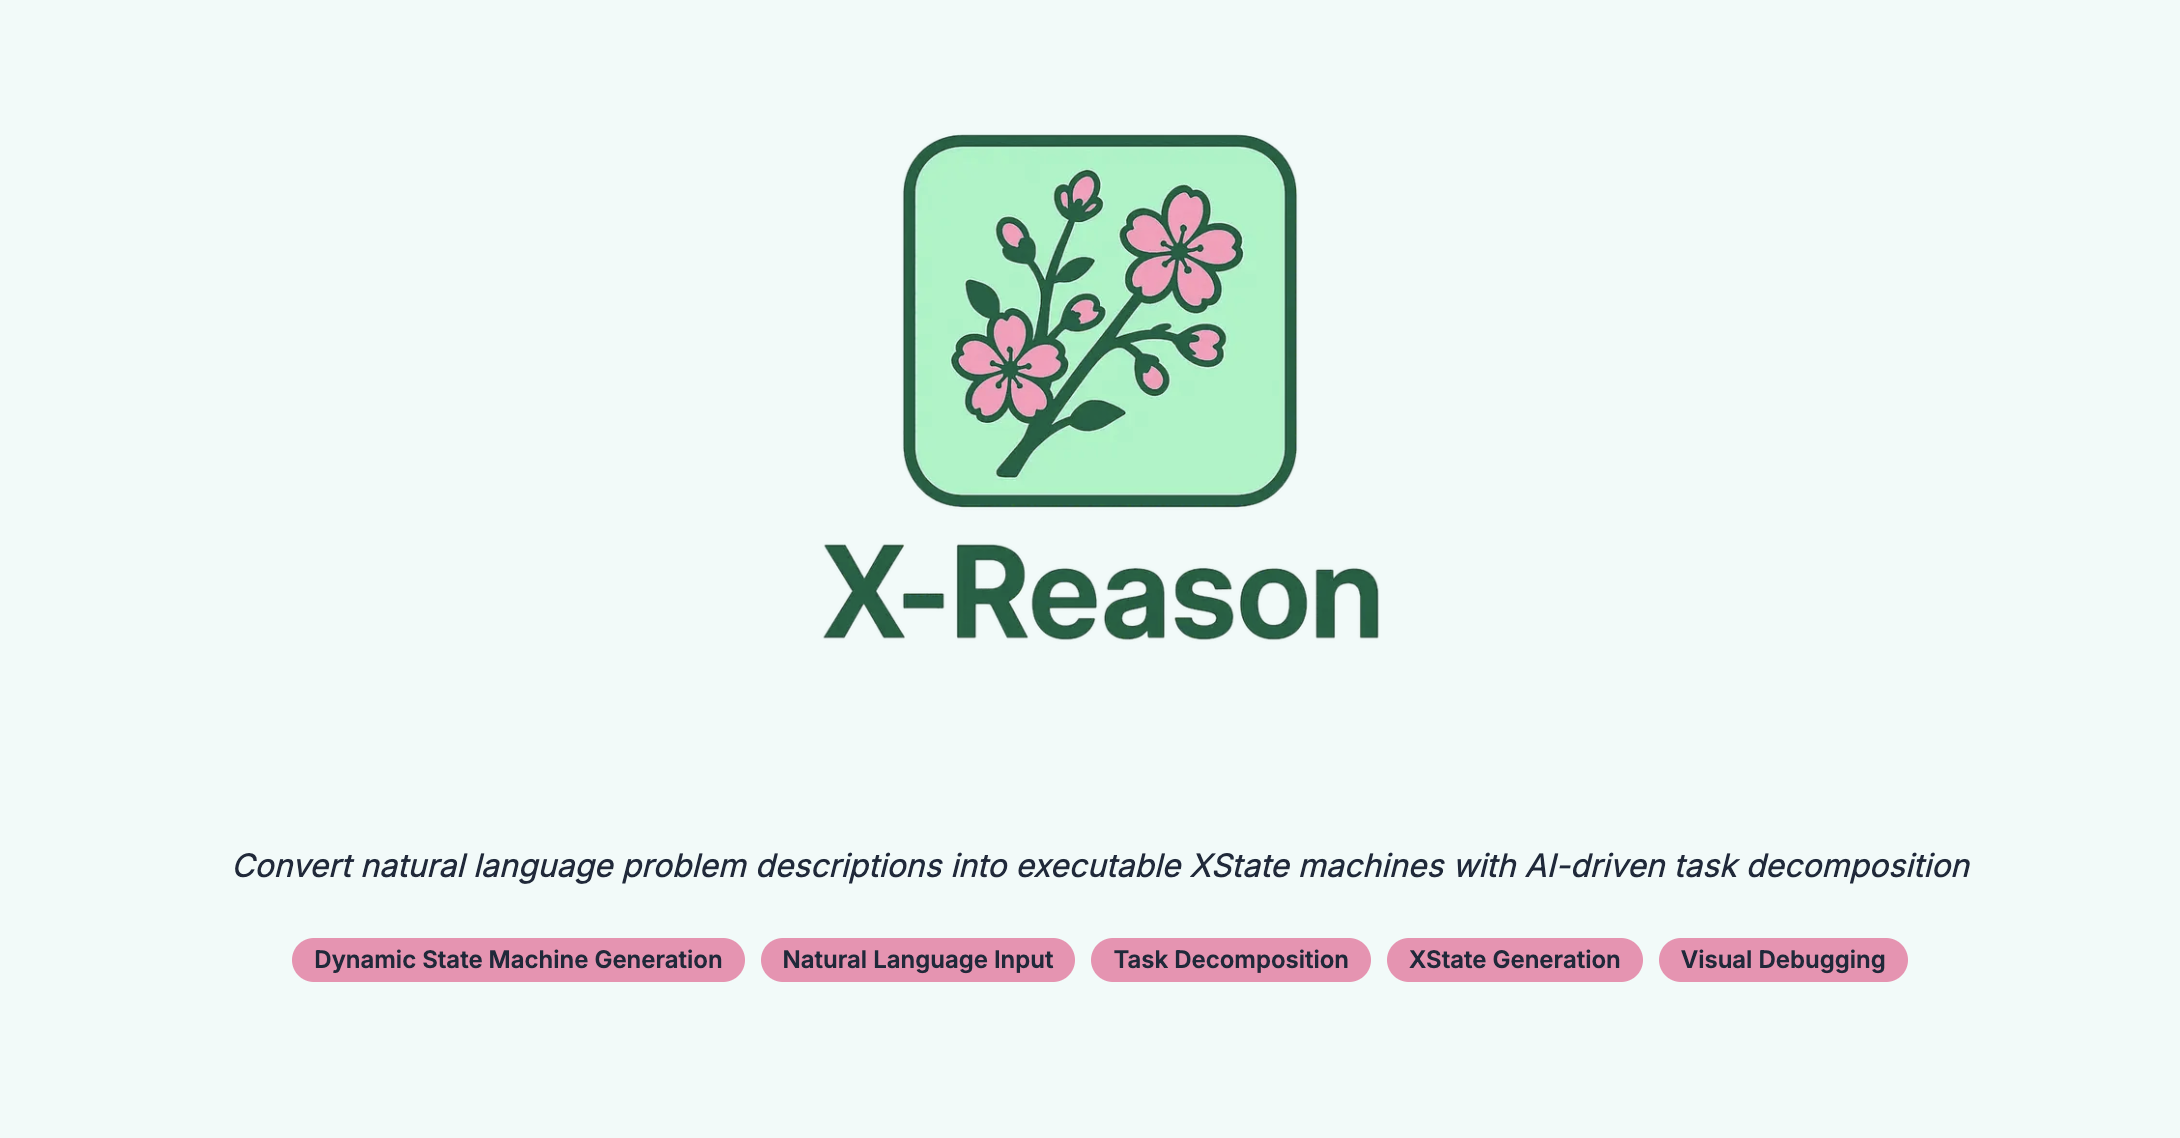 X-Reason
Convert natural language problem descriptions into executable XState machines with AI-driven task decomposition
Dynamic State Machine Generation Natural Language Input Task Decomposition XState Generation Visual Debugging